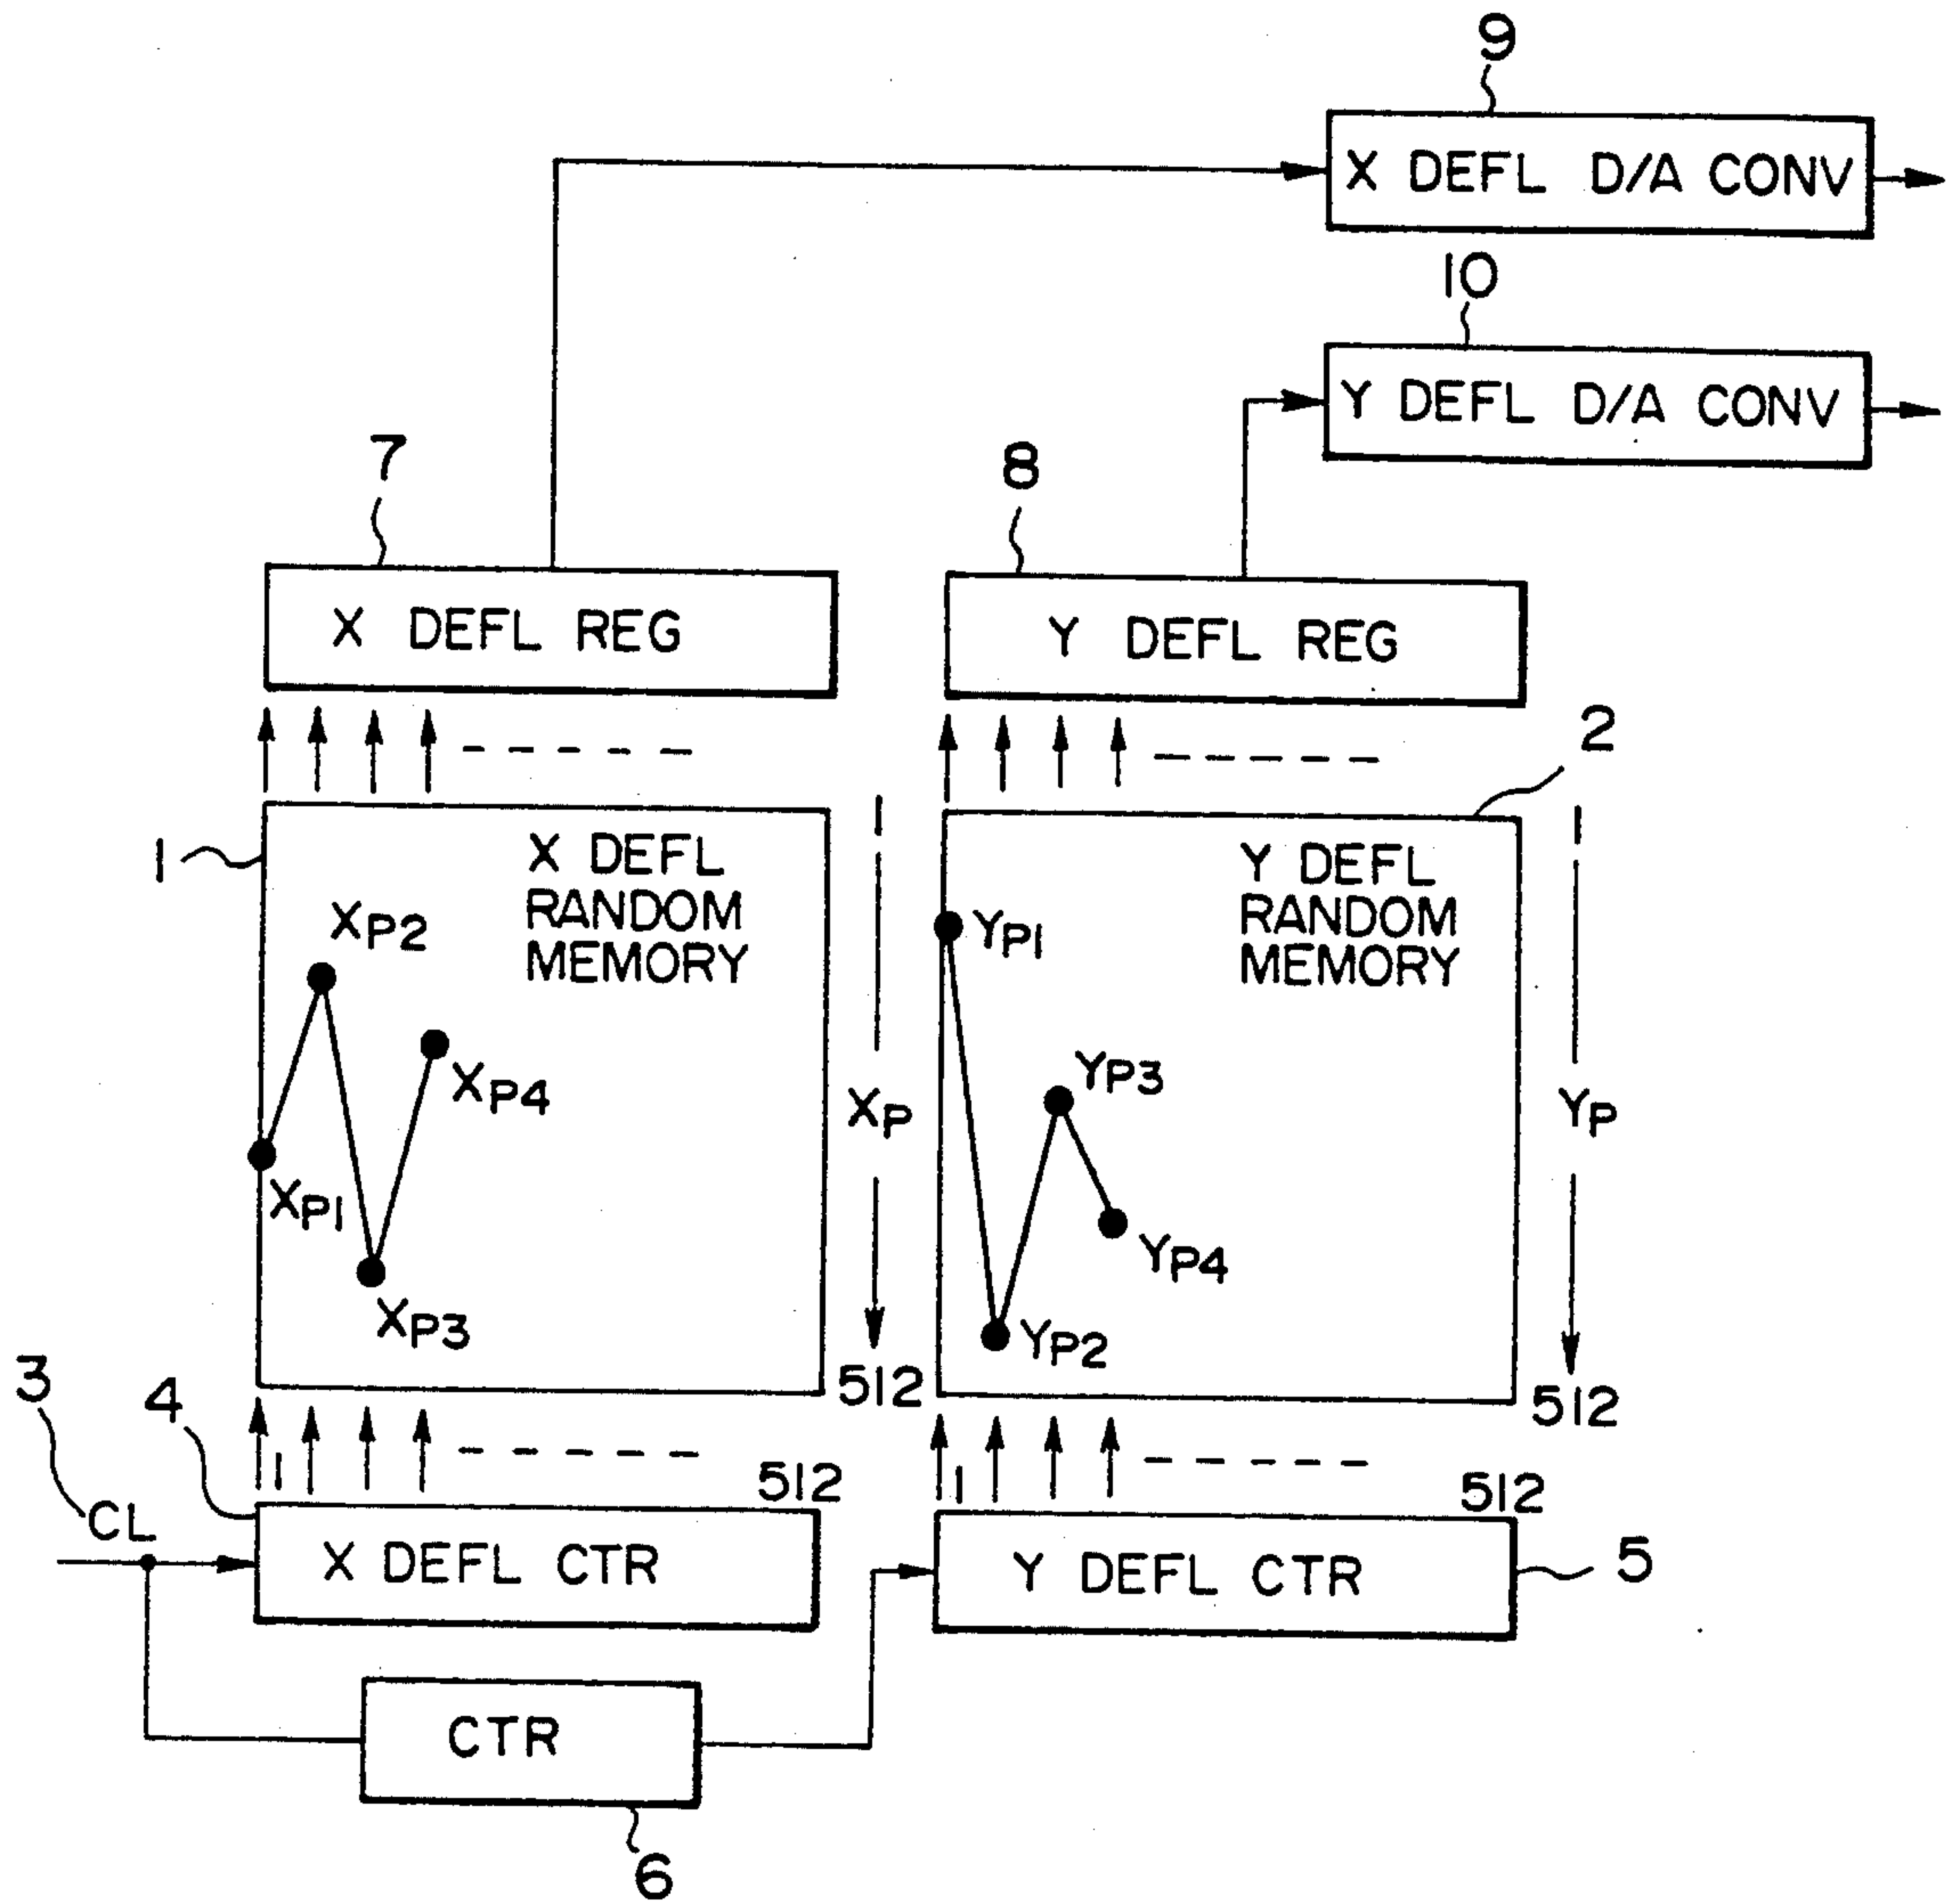 9
X DEFL D/A CONV
10
Y DEFL D/A CONV
7
8
X DEFL REG
Y DEFL REG
2
1
1
1
X DEFL
RANDOM
MEMORY
Y DEFL
RANDOM
MEMORY
XP2
YP1
XP4
YP3
XP
YP
XP1
YP4
XP3
YP2
3
4
512
512
1
512
1
512
CL
X DEFL CTR
Y DEFL CTR
5
CTR
6